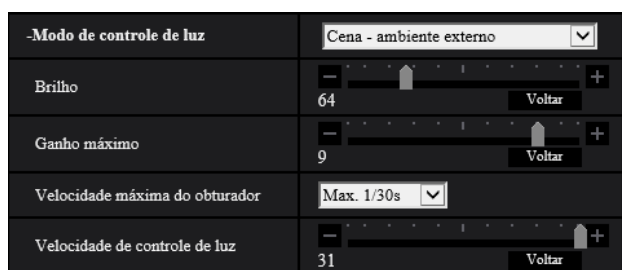 -Modo de controle de luz
Cena - ambiente externo
Brilho
− +
64 Voltar
Ganho máximo
− +
9 Voltar
Velocidade máxima do obturador
Max. 1/30s
Velocidade de controle de luz
− +
31 Voltar